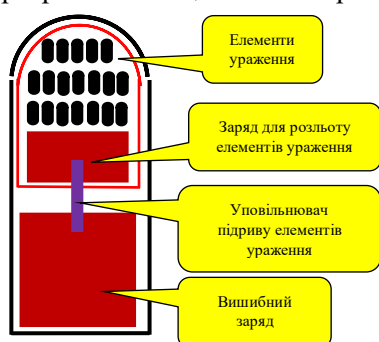 Елементи
ураження
Заряд для розльоту
елементів ураження
Уповільнювач
підриву елементів
ураження
Вишибний
заряд